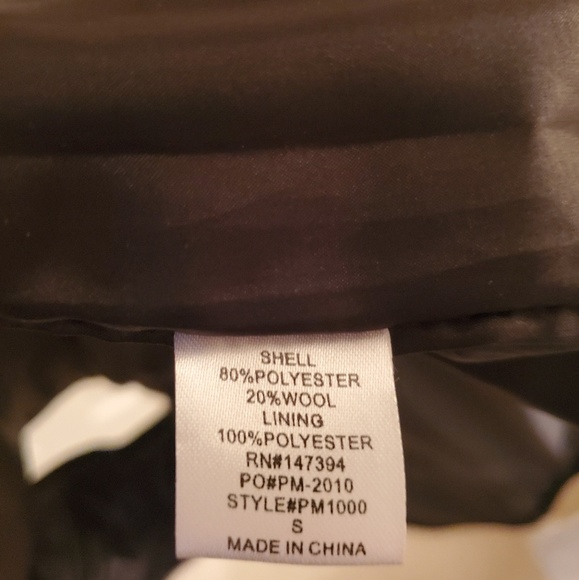 SHELL
80%POLYESTER
20%WOOL
LINING
100%POLYESTER
RN#147394
PO#PM-2010
STYLE#PM1000
S
MADE IN CHINA